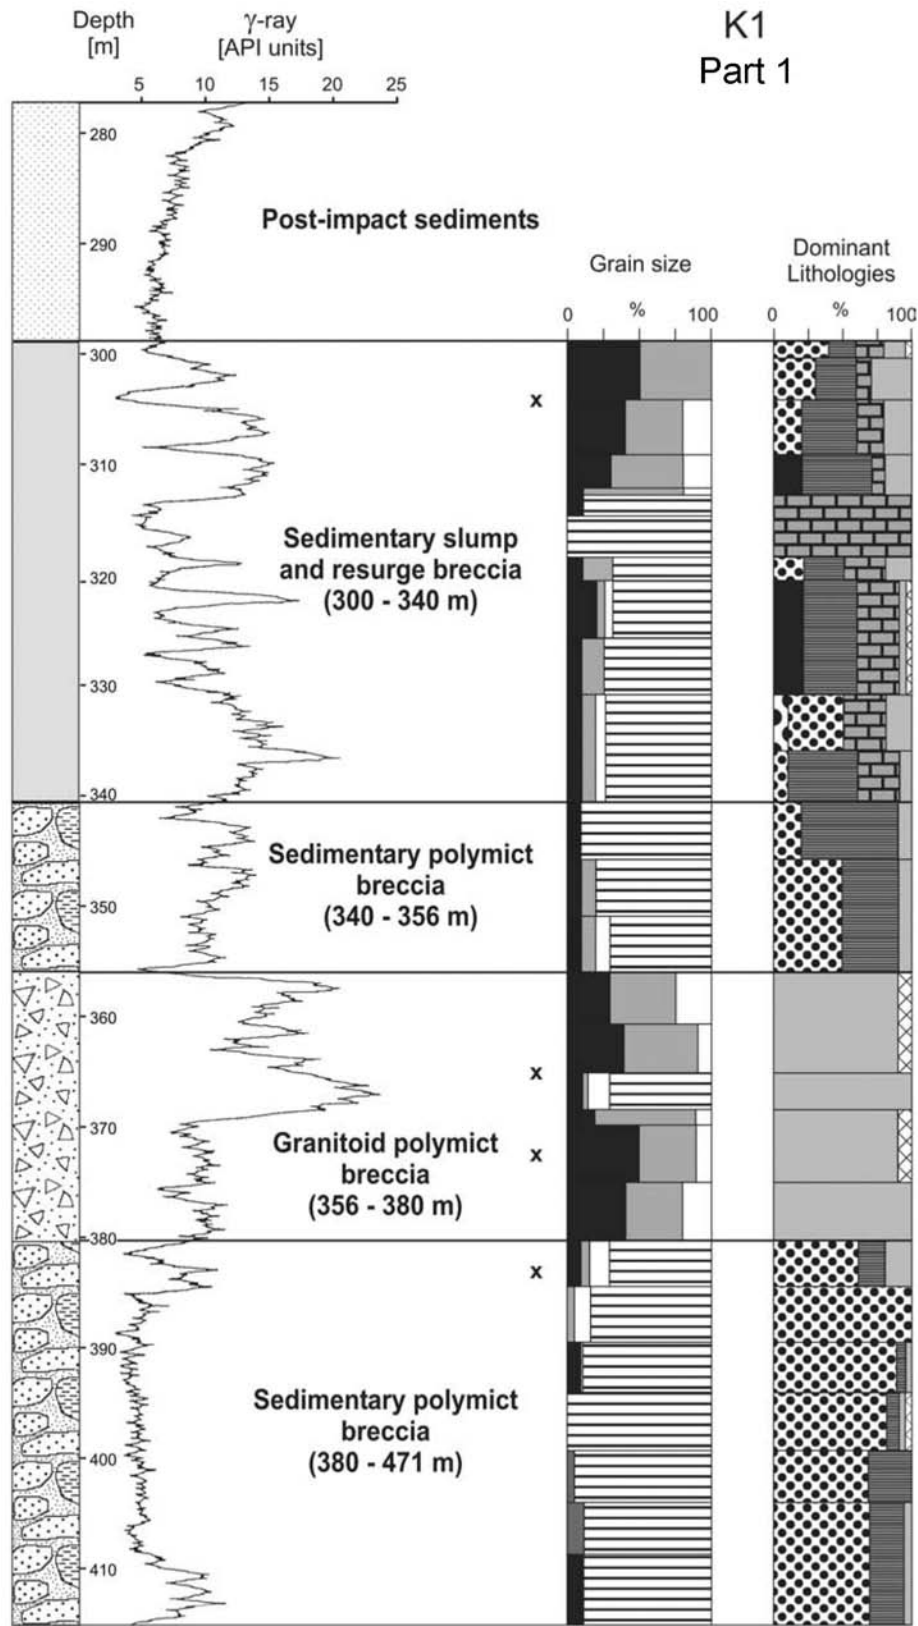 Depth
[m]
γ-ray
[API units]
K1
Part 1
5 10 15 20 25
280
Post-impact sediments
290
Grain size
Dominant
Lithologies
0 % 100
0 % 100
300
x
310
Sedimentary slump
and resurge breccia
(300 - 340 m)
320
330
340
Sedimentary polymict
breccia
(340 - 356 m)
350
360
x
370
Granitoid polymict
breccia
(356 - 380 m)
x
380
x
390
Sedimentary polymict
breccia
(380 - 471 m)
400
410